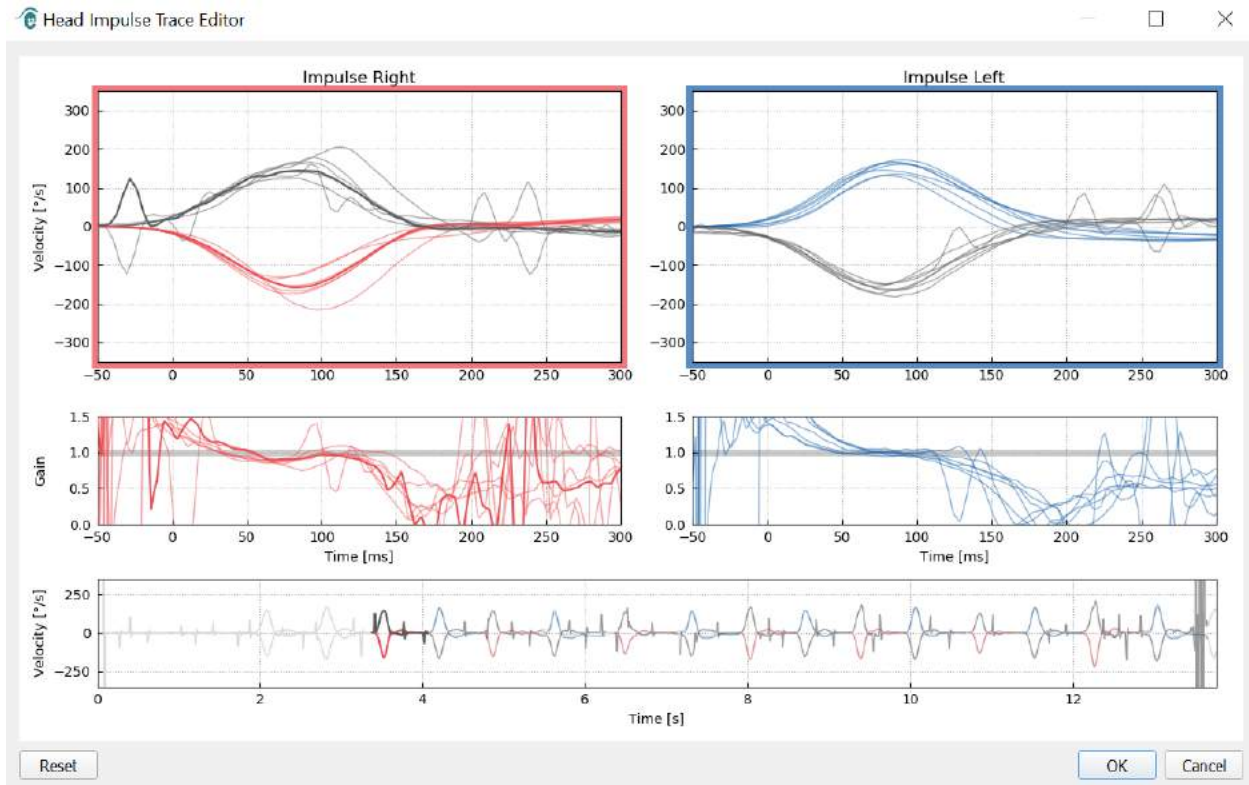 Head Impulse Trace Editor
Impulse Right
Impulse Left
300
200
100
0
−100
−200
−300
Velocity [°/s]
−50 0 50 100 150 200 250 300
300
200
100
0
−100
−200
−300
−50 0 50 100 150 200 250 300
1.5
1.0
0.5
0.0
Gain
−50 0 50 100 150 200 250 300
Time [ms]
1.5
1.0
0.5
0.0
−50 0 50 100 150 200 250 300
Time [ms]
250
0
−250
Velocity [°/s]
0 2 4 6 8 10 12
Time [s]
Reset
OK
Cancel